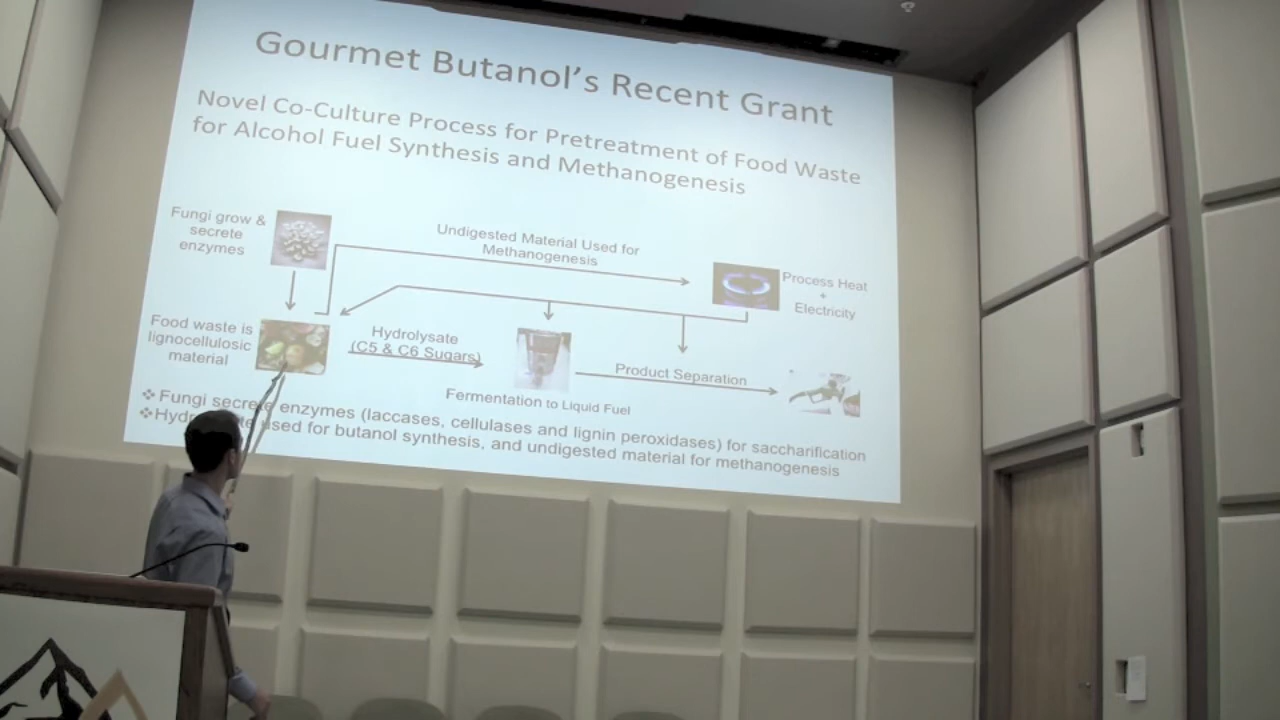 Gourmet Butanol's Recent Grant
Novel Co-Culture Process for Pretreatment of Food Waste
for Alcohol Fuel Synthesis and Methanogenesis
Fungi grow &
secrete
enzymes
Undigested Material Used for
Methanogenesis
Process Heat
+
Electricity
Food waste is
lignocellulosic
material
Hydrolysate
(C5 & C6 Sugars)
Product Separation
Fermentation to Liquid Fuel
❖Fungi secrete enzymes (laccases, cellulases and lignin peroxidases) for saccharification
❖ used for butanol synthesis, and undigested material for methanogenesis